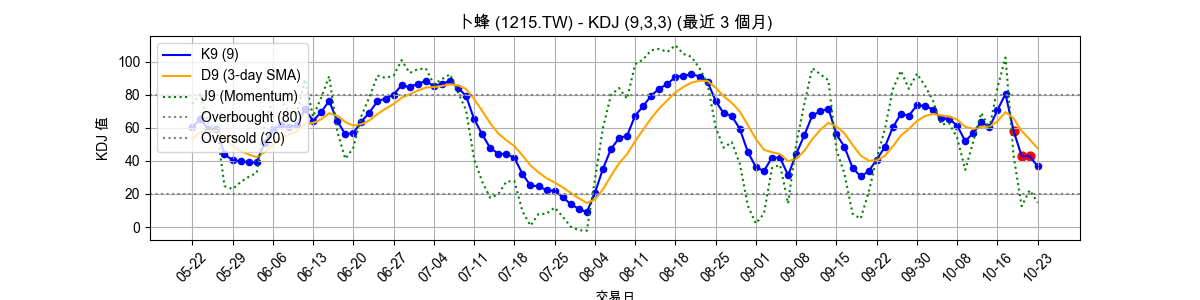 卜蜂 (1215.TW) - KDJ (9,3,3) (最近 3 個月)
KDJ 值
100
80
60
40
20
0
K9 (9)
D9 (3-day SMA)
J9 (Momentum)
Overbought (80)
Oversold (20)
05-22 05-29 06-06 06-13 06-20 06-27 07-04 07-11 07-18 07-25 08-04 08-11 08-18 08-25 09-01 09-08 09-15 09-22 09-30 10-08 10-16 10-23
交易日